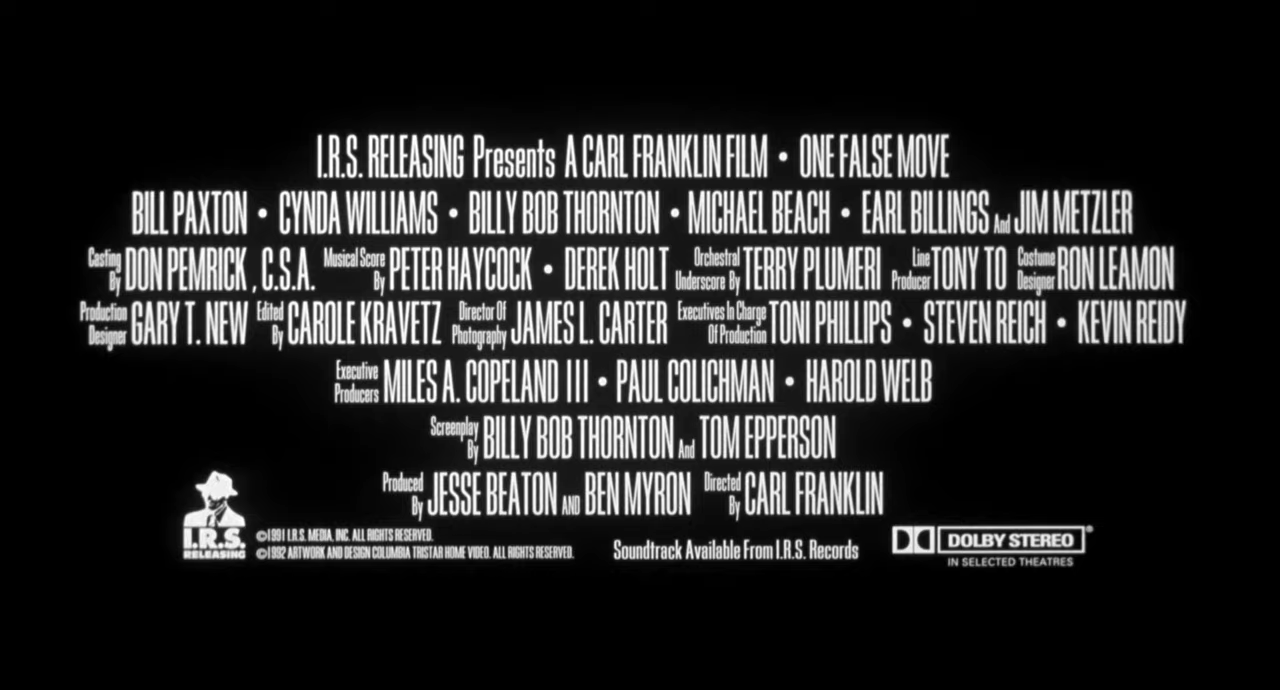 I.R.S. RELEASING Presents A CARL FRANKLIN FILM • ONE FALSE MOVE
BILL PAXTON • CYNDA WILLIAMS • BILLY BOB THORNTON • MICHAEL BEACH • EARL BILLINGS And JIM METZLER
Casting By DON PEMRICK, C.S.A. Musical Score By PETER HAYCOCK • DEREK HOLT Orchestral Underscore By TERRY PLUMERI Line Producer TONY TO Costume Designer RON LEAMON
Production Designer GARY T. NEW Edited By CAROLE KRAVETZ Director Of Photography JAMES L. CARTER Executives In Charge Of Production TONI PHILLIPS • STEVEN REICH • KEVIN REIDY
Executive Producers MILES A. COPELAND III • PAUL COLICHMAN • HAROLD WELB
Screenplay By BILLY BOB THORNTON And TOM EPPERSON
Produced By JESSE BEATON AND BEN MYRON Directed By CARL FRANKLIN
I.R.S.
RELEASING
©1991 I.R.S. MEDIA, INC. ALL RIGHTS RESERVED.
©1992 ARTWORK AND DESIGN COLUMBIA TRISTAR HOME VIDEO. ALL RIGHTS RESERVED.
Soundtrack Available From I.R.S. Records
DOLBY STEREO®
IN SELECTED THEATRES